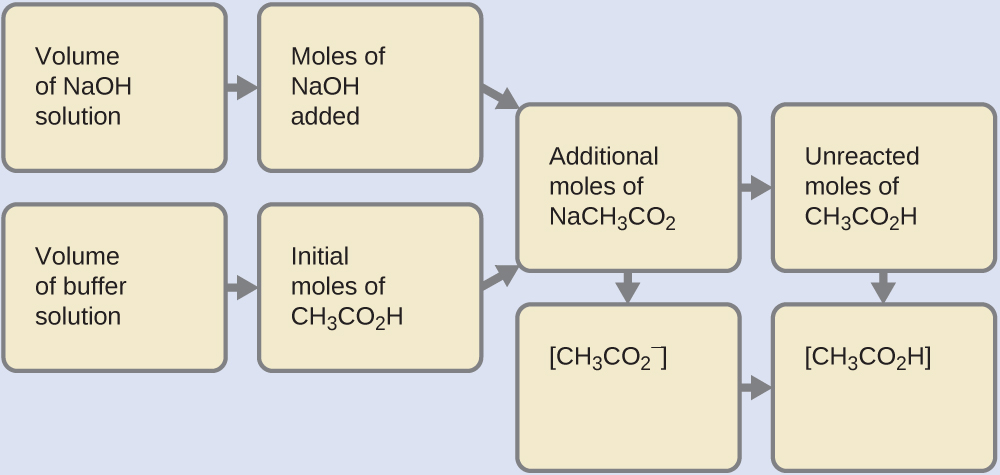 Volume
of NaOH
solution
Moles of
NaOH
added
Volume
of buffer
solution
Initial
moles of
CH₃CO₂H
Additional
moles of
NaCH₃CO₂
Unreacted
moles of
CH₃CO₂H
[CH₃CO₂⁻]
[CH₃CO₂H]